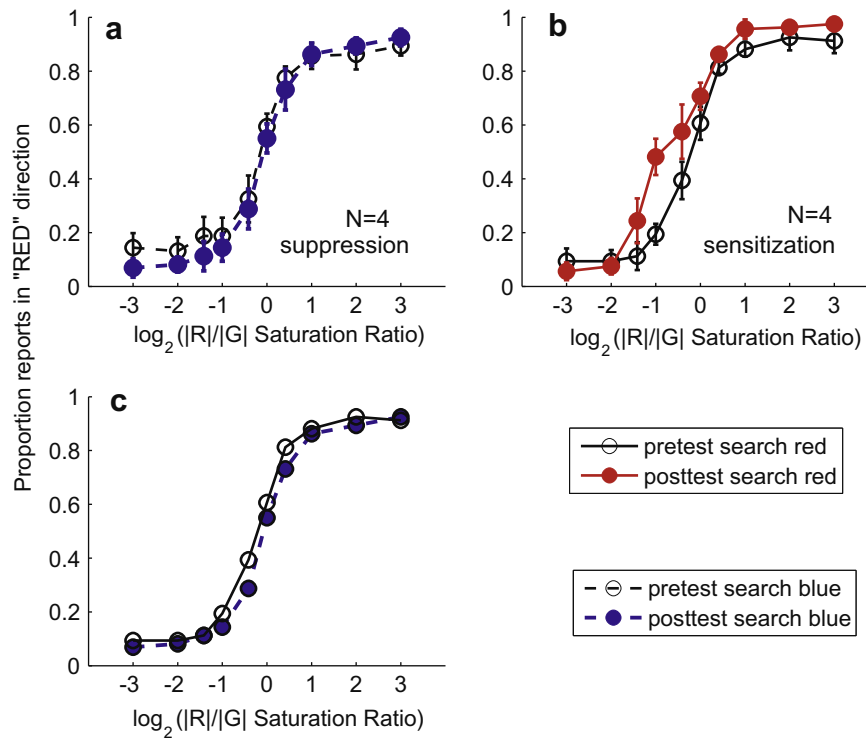 Proportion reports in "RED" direction
a
1
0.8
0.6
0.4
0.2
0
N=4
suppression
-3 -2 -1 0 1 2 3
log2(|R|/|G| Saturation Ratio)
b
1
0.8
0.6
0.4
0.2
0
N=4
sensitization
-3 -2 -1 0 1 2 3
log2(|R|/|G| Saturation Ratio)
c
1
0.8
0.6
0.4
0.2
0
-3 -2 -1 0 1 2 3
log2(|R|/|G| Saturation Ratio)
pretest search red
posttest search red
pretest search blue
posttest search blue